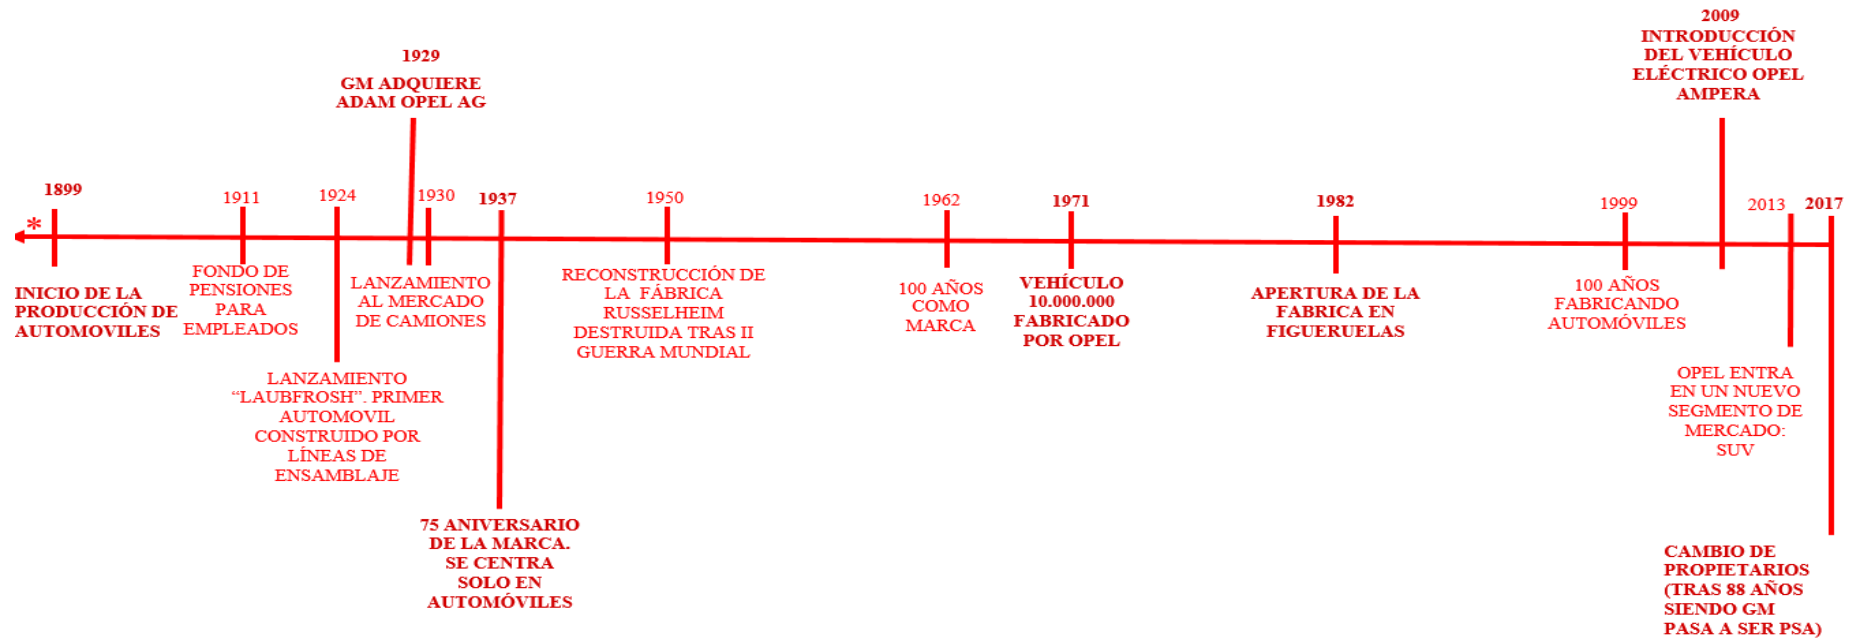 1899
*
INICIO DE LA
PRODUCCIÓN DE
AUTOMOVILES
1911
FONDO DE
PENSIONES
PARA
EMPLEADOS
1924
LANZAMIENTO
“LAUBFROSH”. PRIMER
AUTOMOVIL
CONSTRUIDO POR
LÍNEAS DE
ENSAMBLAJE
1929
GM ADQUIERE
ADAM OPEL AG
1930
LANZAMIENTO
AL MERCADO
DE CAMIONES
1937
75 ANIVERSARIO
DE LA MARCA.
SE CENTRA
SOLO EN
AUTOMÓVILES
1950
RECONSTRUCCIÓN DE
LA FÁBRICA
RUSSELHEIM
DESTRUIDA TRAS II
GUERRA MUNDIAL
1962
100 AÑOS
COMO
MARCA
1971
VEHÍCULO
10.000.000
FABRICADO
POR OPEL
1982
APERTURA DE LA
FABRICA EN
FIGUERUELAS
1999
100 AÑOS
FABRICANDO
AUTOMÓVILES
2009
INTRODUCCIÓN
DEL VEHÍCULO
ELÉCTRICO OPEL
AMPERA
2013
OPEL ENTRA
EN UN NUEVO
SEGMENTO DE
MERCADO:
SUV
2017
CAMBIO DE
PROPIETARIOS
(TRAS 88 AÑOS
SIENDO GM
PASA A SER PSA)